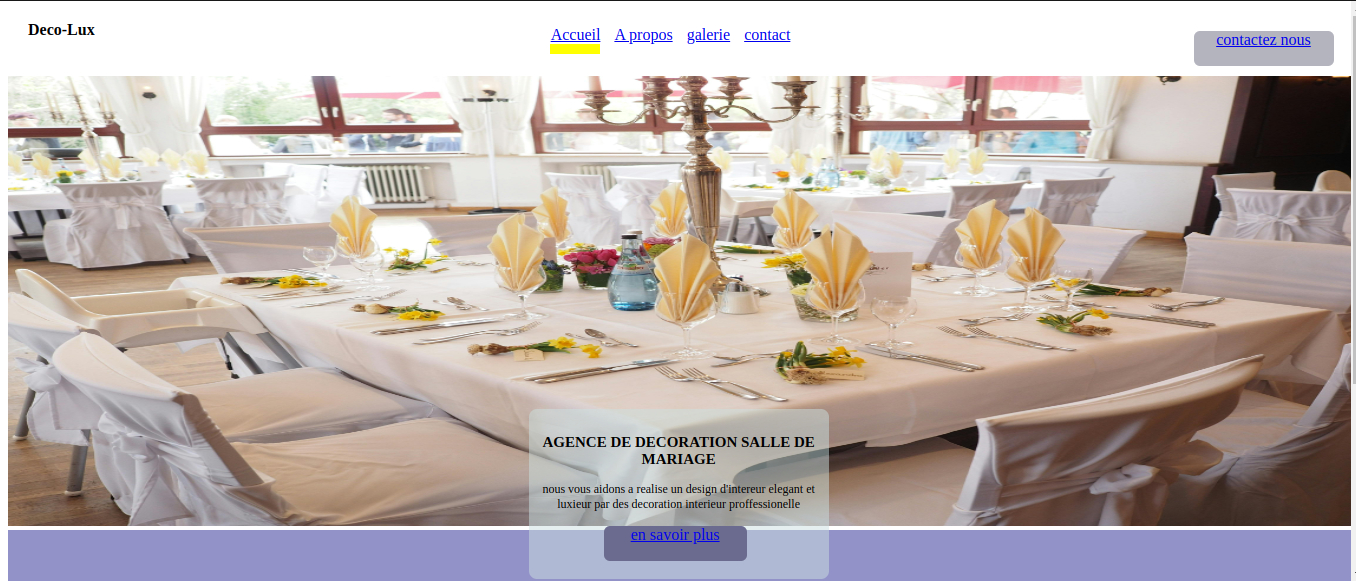 Deco-Lux
Accueil A propos galerie contact
contactez nous
AGENCE DE DECORATION SALLE DE
MARIAGE
nous vous aidons a realise un design d'intereur elegant et
luxieur par des decoration interieur proffessionelle
en savoir plus